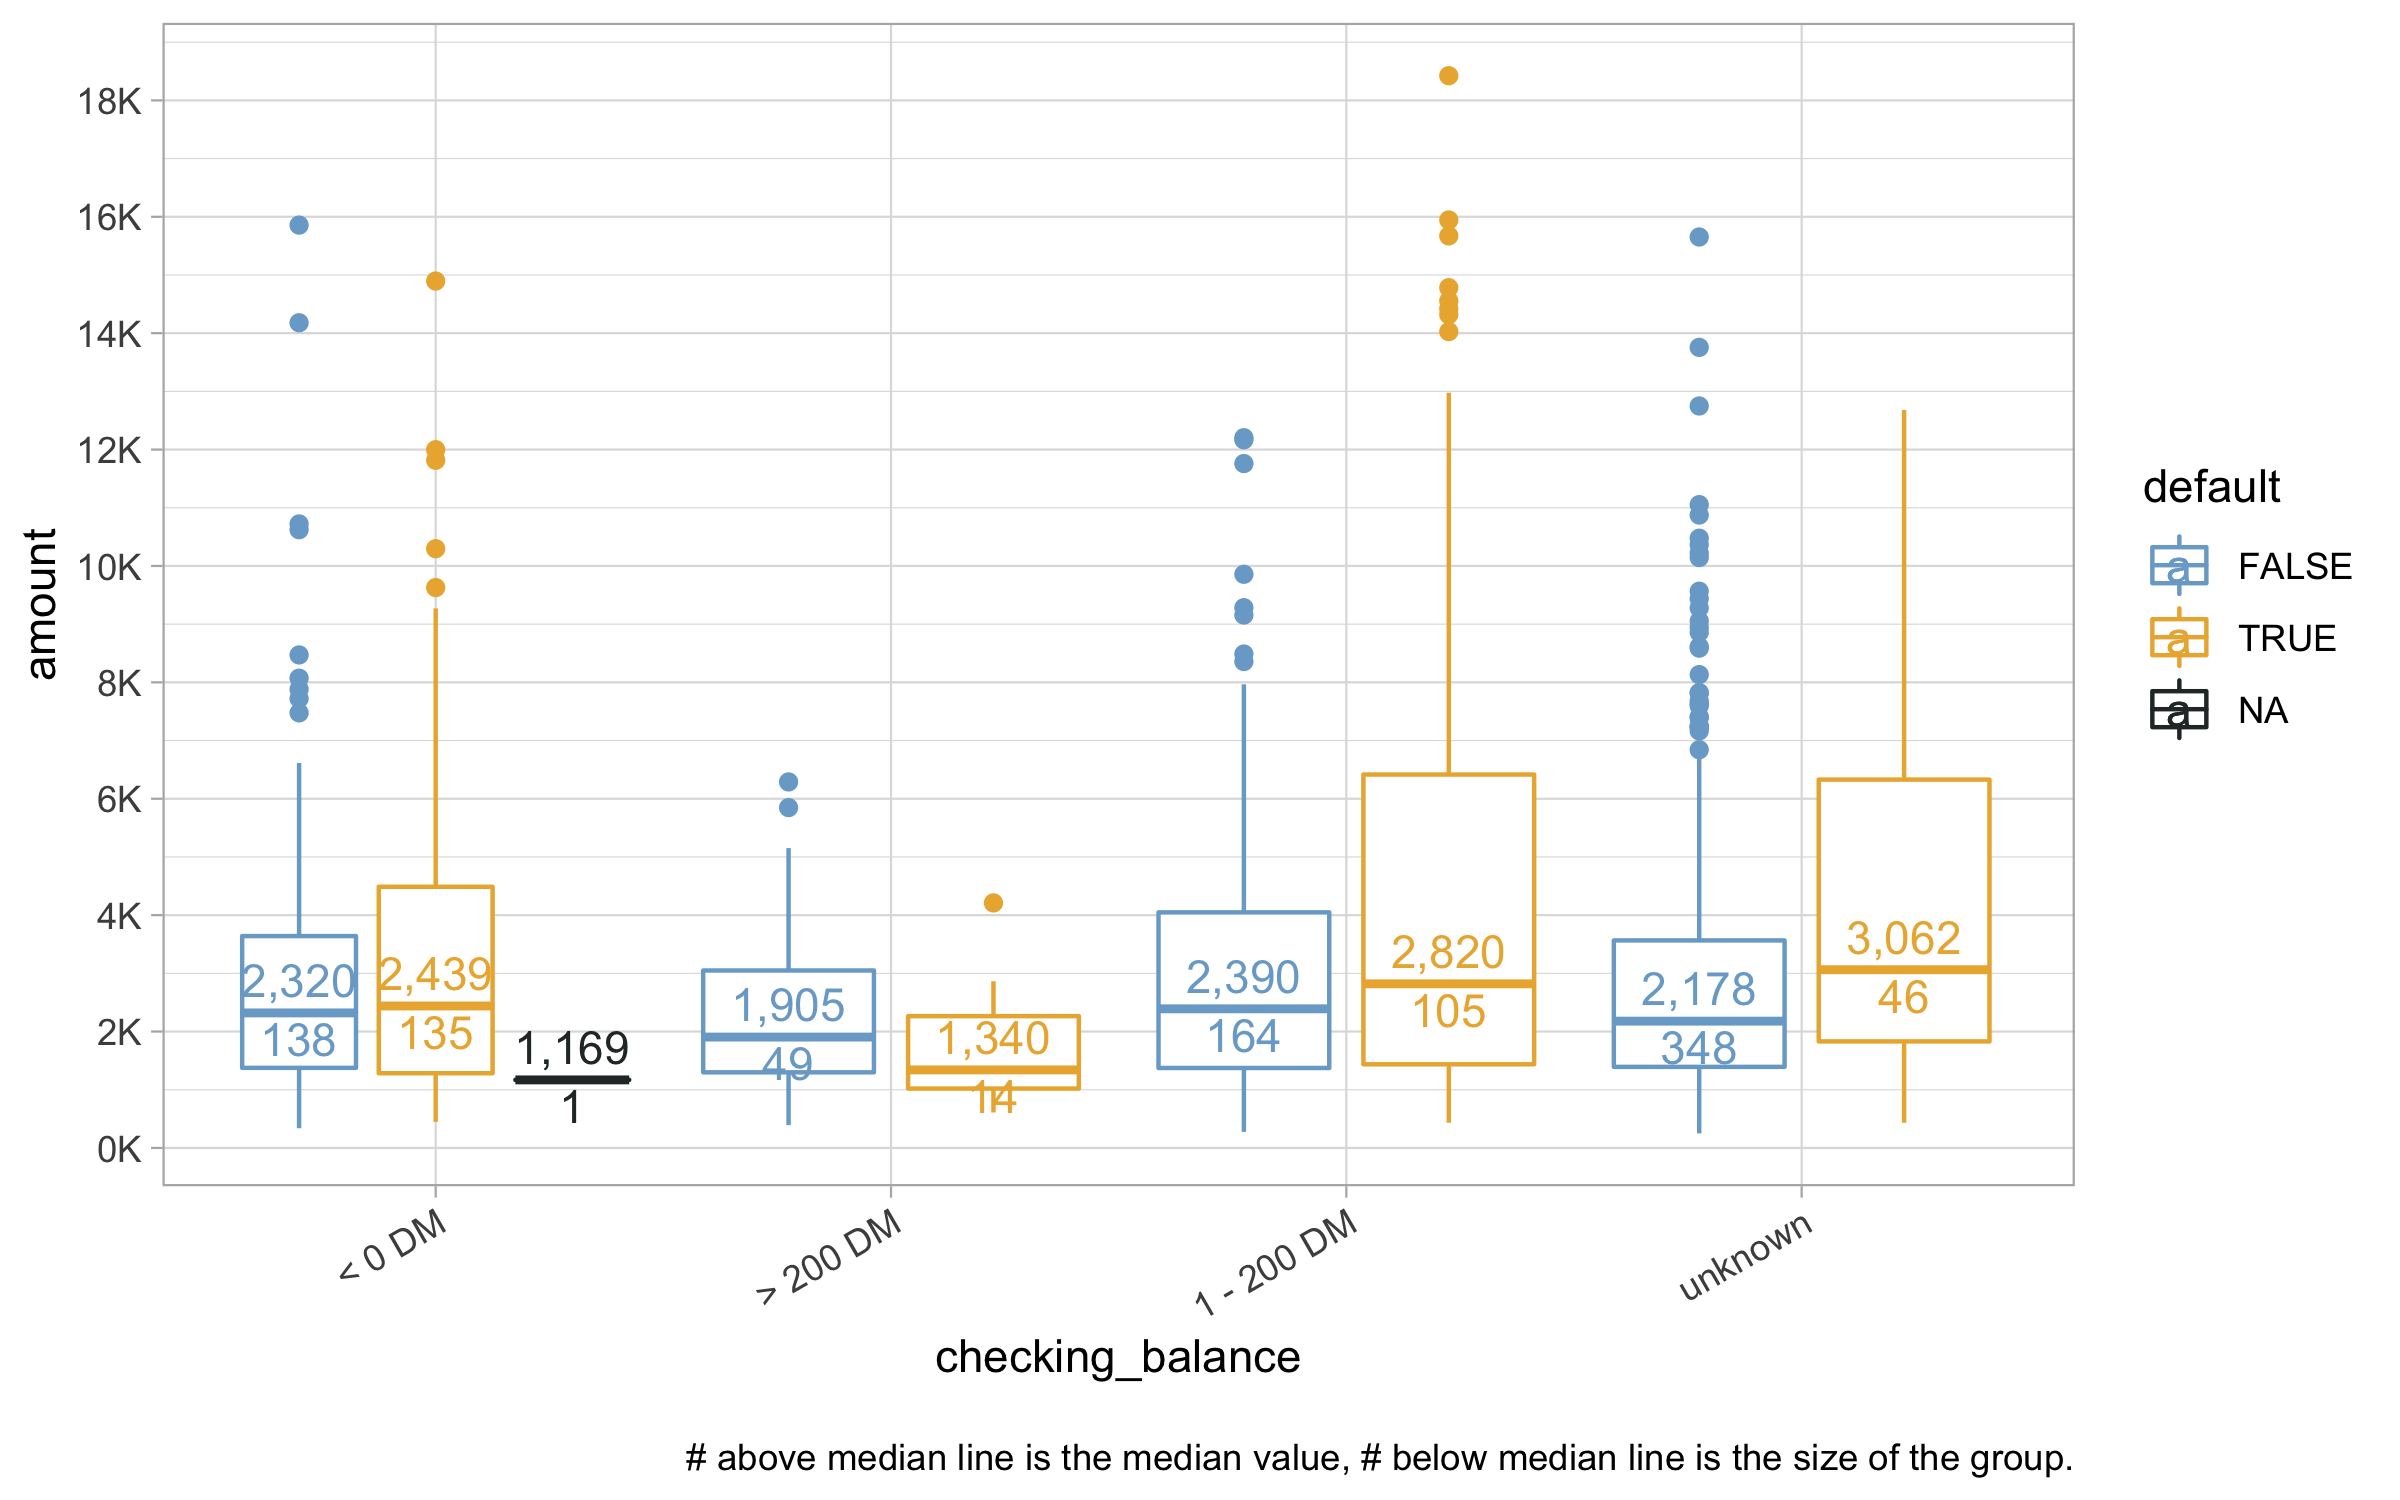 18K
16K
14K
12K
10K
8K
6K
4K
2K
0K
amount
2,320
138
2,439
135
1,169
1
1,905
49
1,340
14
2,390
164
2,820
105
2,178
348
3,062
46
< 0 DM
> 200 DM
1 - 200 DM
unknown
checking_balance
default
a FALSE
a TRUE
a NA
# above median line is the median value, # below median line is the size of the group.